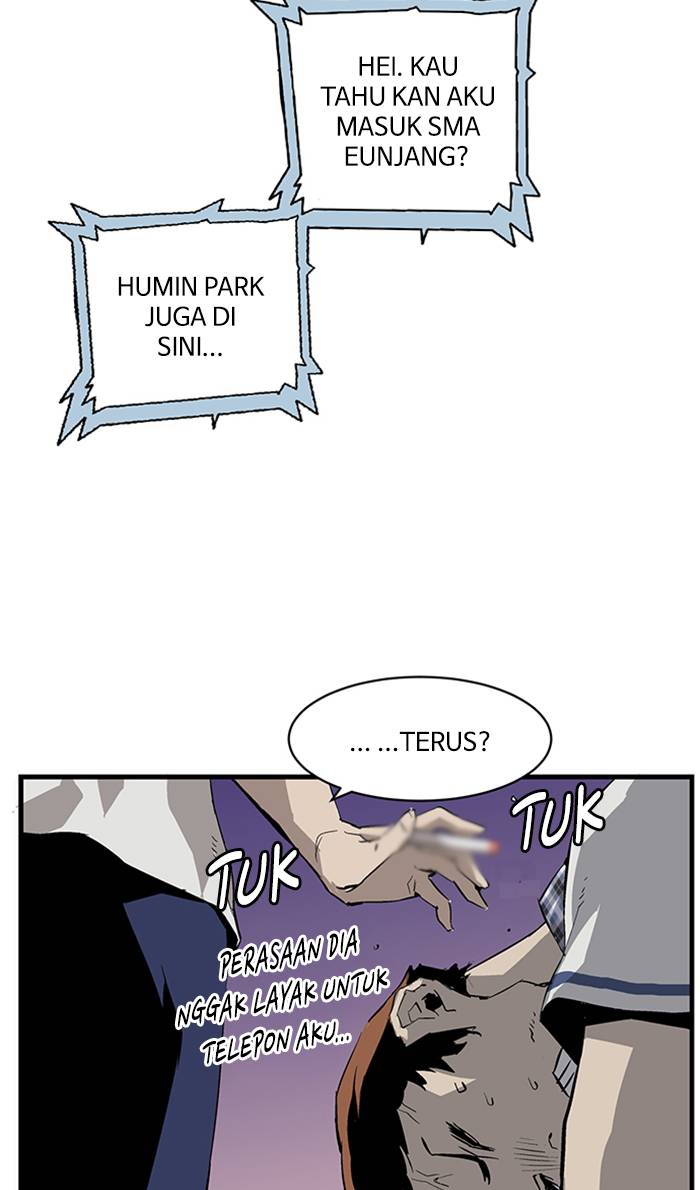 HEI. KAU
TAHU KAN AKU
MASUK SMA
EUNJANG?
HUMIN PARK
JUGA DI
SINI...
... ...TERUS?
TUK
TUK
PERASAAN DIA
NGGAK LAYAK UNTUK
TELEPON AKU...